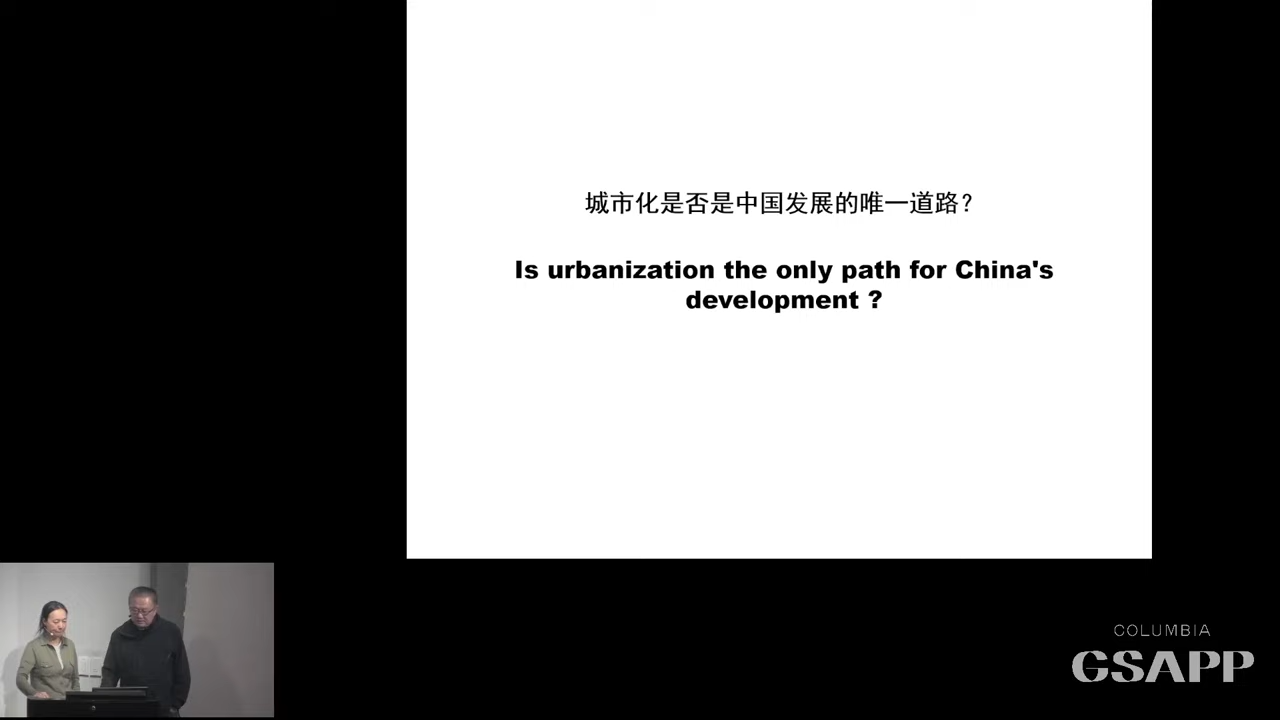 城市化是否是中国发展的唯一道路?
Is urbanization the only path for China's
development ?
COLUMBIA
GSAPP